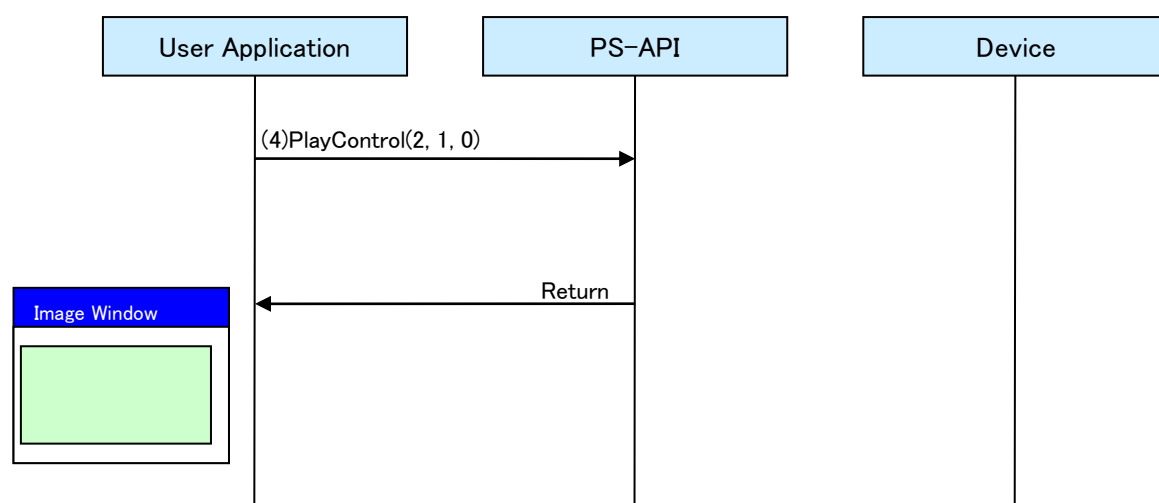 User Application
PS-API
Device
(4)PlayControl(2, 1, 0)
Return
Image Window